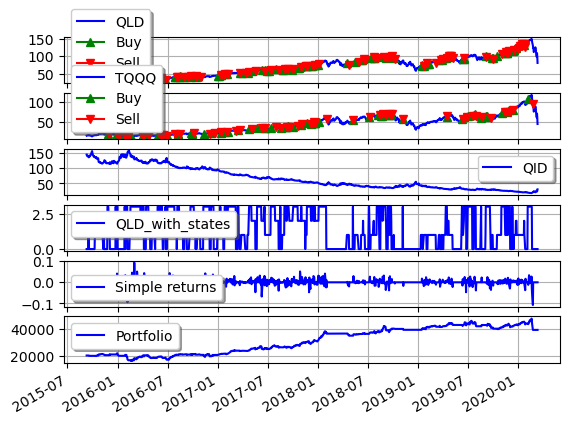 QLD
Buy
Sell
150
100
50
TQQQ
Buy
Sell
100
50
150
100
50
QID
2.5
0.0
QLD_with_states
0.1
0.0
−0.1
Simple returns
40000
20000
Portfolio
2015-07
2016-01
2016-07
2017-01
2017-07
2018-01
2018-07
2019-01
2019-07
2020-01